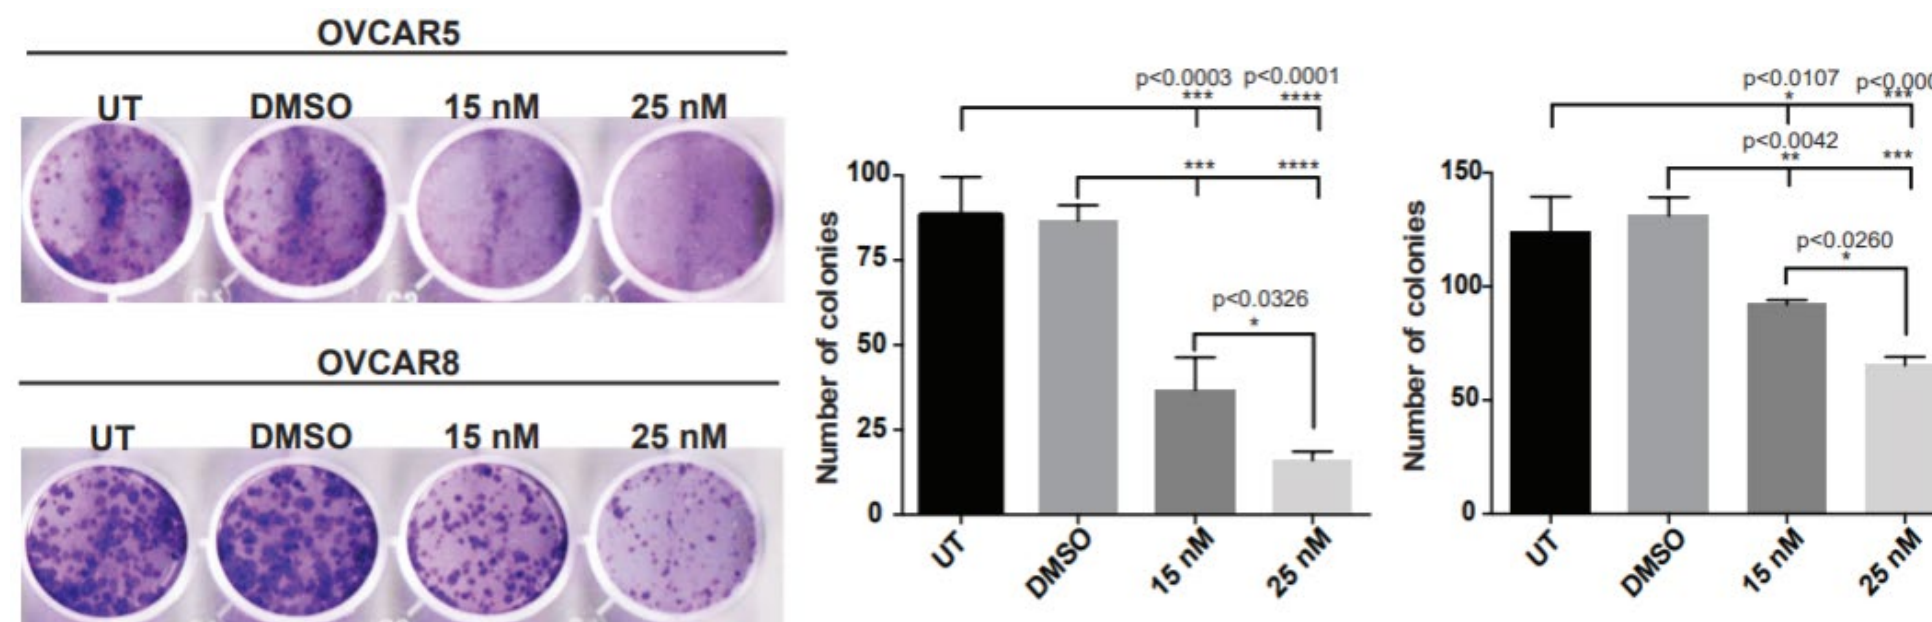 OVCAR5
UT DMSO 15 nM 25 nM
OVCAR8
UT DMSO 15 nM 25 nM
p<0.0003 p<0.0001
*** ****
*** ****
p<0.0326
*
Number of colonies
100
75
50
25
0
UT DMSO 15 nM 25 nM
p<0.0107 p<0.000
* ***
p<0.0042
** ***
p<0.0260
*
Number of colonies
150
100
50
0
UT DMSO 15 nM 25 nM